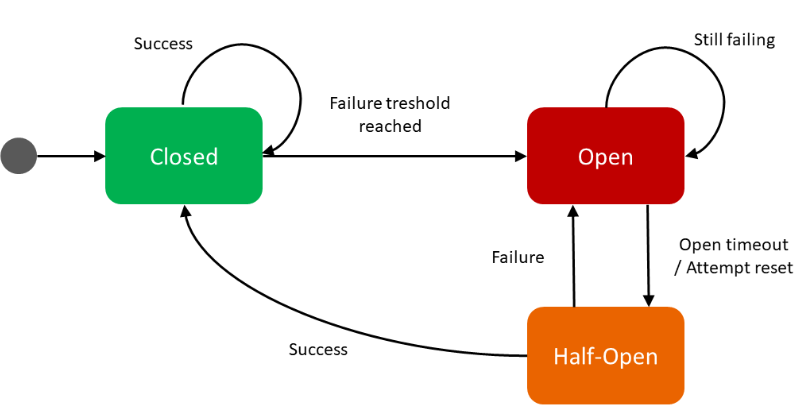 Success
Still failing
Failure treshold
reached
Closed
Open
Failure
Open timeout
/ Attempt reset
Success
Half-Open